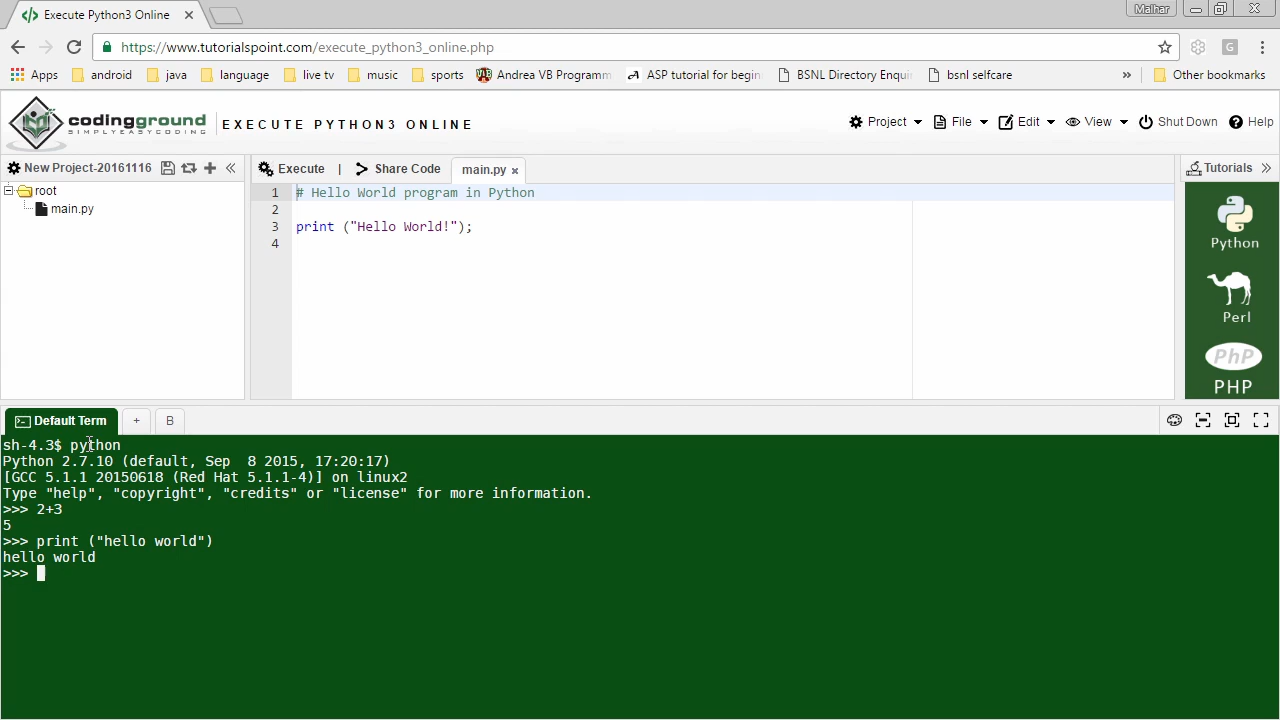 Execute Python3 Online
Malhar
https://www.tutorialspoint.com/execute_python3_online.php
G
Apps android java language live tv music sports Andrea VB Programm ASP tutorial for begin BSNL Directory Enqui bsnl selfcare » Other bookmarks
codingground
SIMPLYEASYCODING
EXECUTE PYTHON3 ONLINE
Project File Edit View Shut Down Help
New Project-20161116
Execute | Share Code main.py
Tutorials
root
main.py
1 # Hello World program in Python
2
3 print ("Hello World!");
4
Python
Perl
PHP
PHP
Default Term + B
sh-4.3$ python
Python 2.7.10 (default, Sep  8 2015, 17:20:17)
[GCC 5.1.1 20150618 (Red Hat 5.1.1-4)] on linux2
Type "help", "copyright", "credits" or "license" for more information.
>>> 2+3
5
>>> print ("hello world")
hello world
>>>